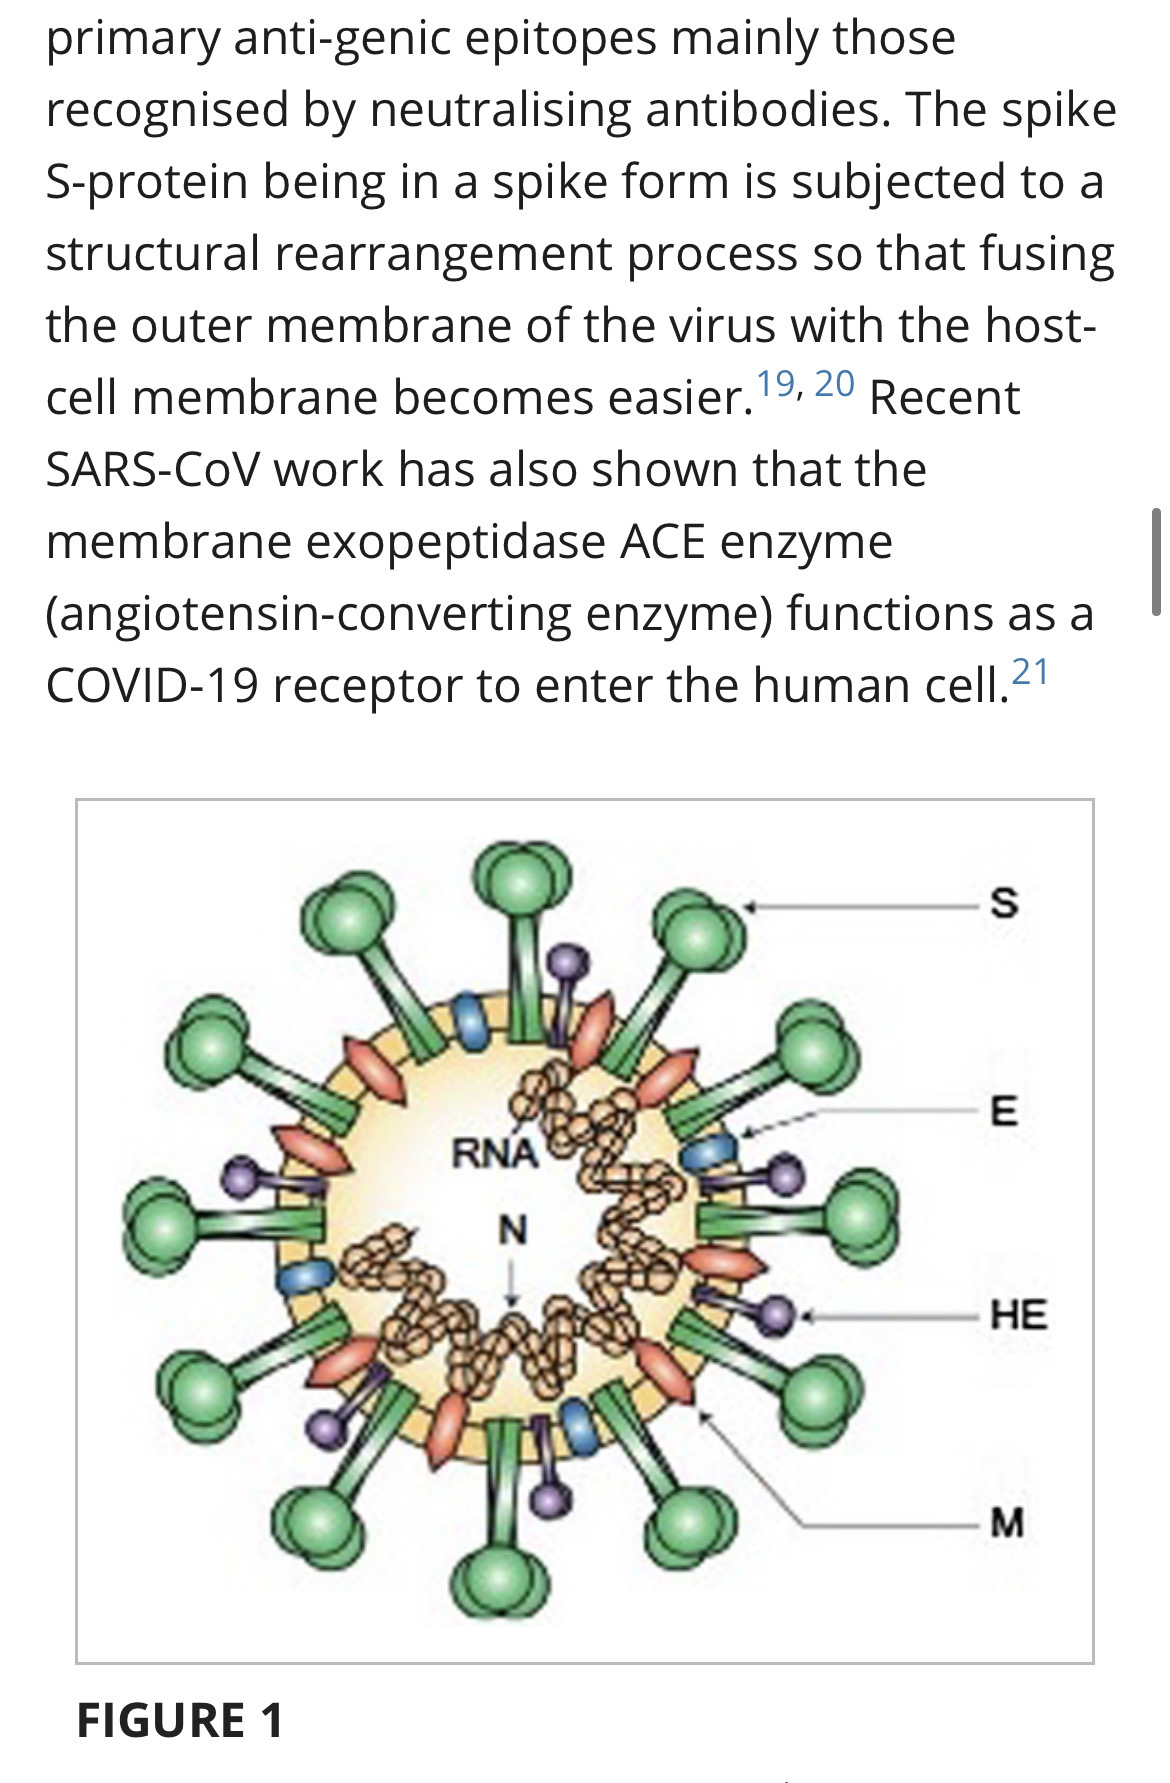 primary anti-genic epitopes mainly those
recognised by neutralising antibodies. The spike
S-protein being in a spike form is subjected to a
structural rearrangement process so that fusing
the outer membrane of the virus with the host-
cell membrane becomes easier.19, 20 Recent
SARS-CoV work has also shown that the
membrane exopeptidase ACE enzyme
(angiotensin-converting enzyme) functions as a
COVID-19 receptor to enter the human cell.21
S
E
RNA
N
HE
M
FIGURE 1